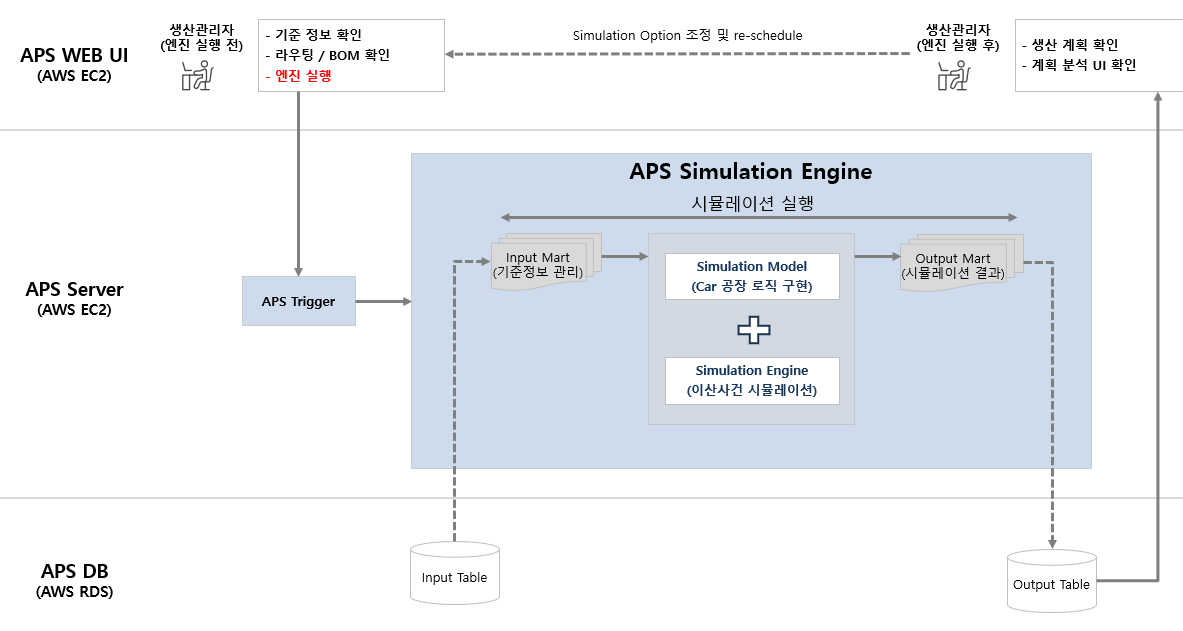 APS WEB UI
(AWS EC2)
생산관리자
(엔진 실행 전)
- 기준 정보 확인
- 라우팅 / BOM 확인
- 엔진 실행
Simulation Option 조정 및 re-schedule
생산관리자
(엔진 실행 후)
- 생산 계획 확인
- 계획 분석 UI 확인
APS Server
(AWS EC2)
APS Trigger
APS Simulation Engine
시뮬레이션 실행
Input Mart
(기준정보 관리)
Simulation Model
(Car 공장 로직 구현)
Simulation Engine
(이산사건 시뮬레이션)
Output Mart
(시뮬레이션 결과)
APS DB
(AWS RDS)
Input Table
Output Table